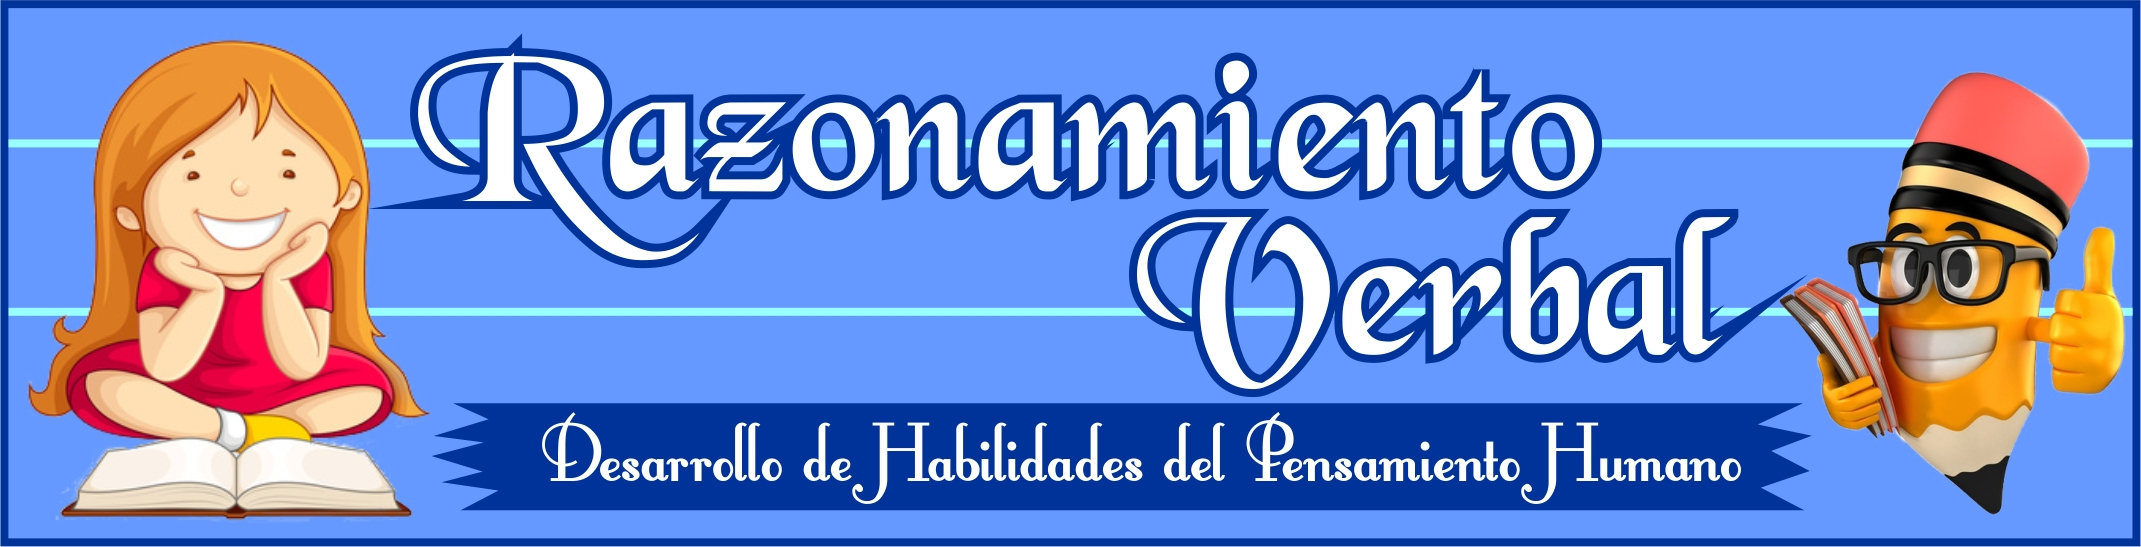 Razonamiento
Verbal
Desarrollo de Habilidades del Pensamiento Humano